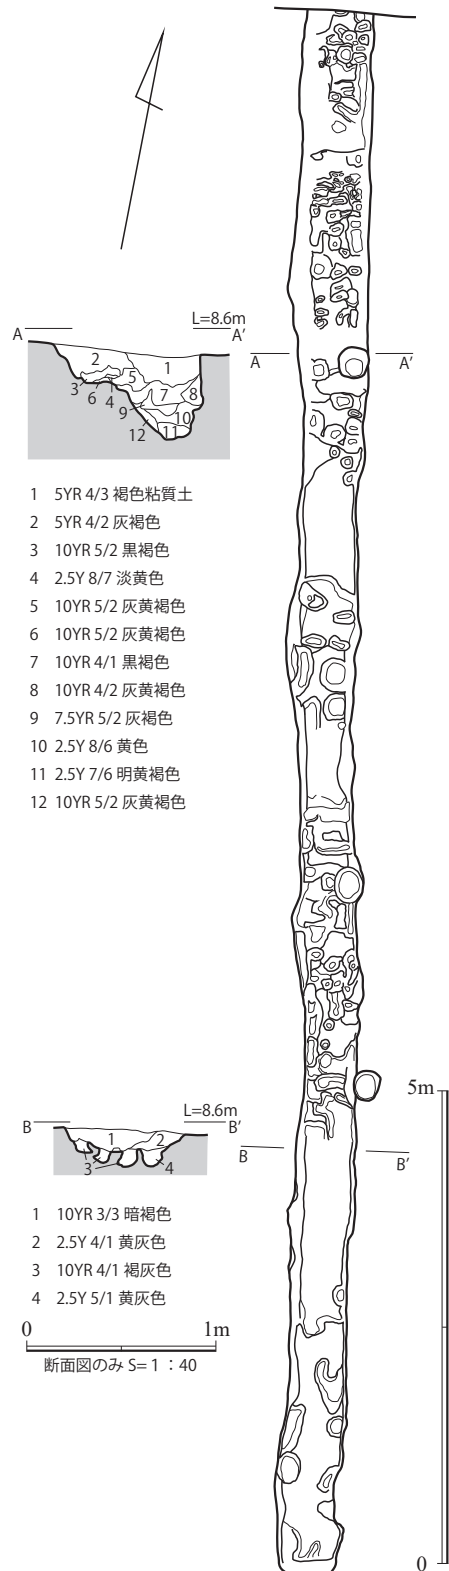 L=8.6m
A A’
A A’
2 1
5
3 7 8
6 4
9 10
12 11
1 5YR 4/3 褐色粘質土
2 5YR 4/2 灰褐色
3 10YR 5/2 黒褐色
4 2.5Y 8/7 淡黄色
5 10YR 5/2 灰黄褐色
6 10YR 5/2 灰黄褐色
7 10YR 4/1 黒褐色
8 10YR 4/2 灰黄褐色
9 7.5YR 5/2 灰褐色
10 2.5Y 8/6 黄色
11 2.5Y 7/6 明黄褐色
12 10YR 5/2 灰黄褐色
5m
L=8.6m
B B’
B B’
1 2
3 4
1 10YR 3/3 暗褐色
2 2.5Y 4/1 黄灰色
3 10YR 4/1 褐灰色
4 2.5Y 5/1 黄灰色
0 1m
断面図のみ S= 1 : 40
0